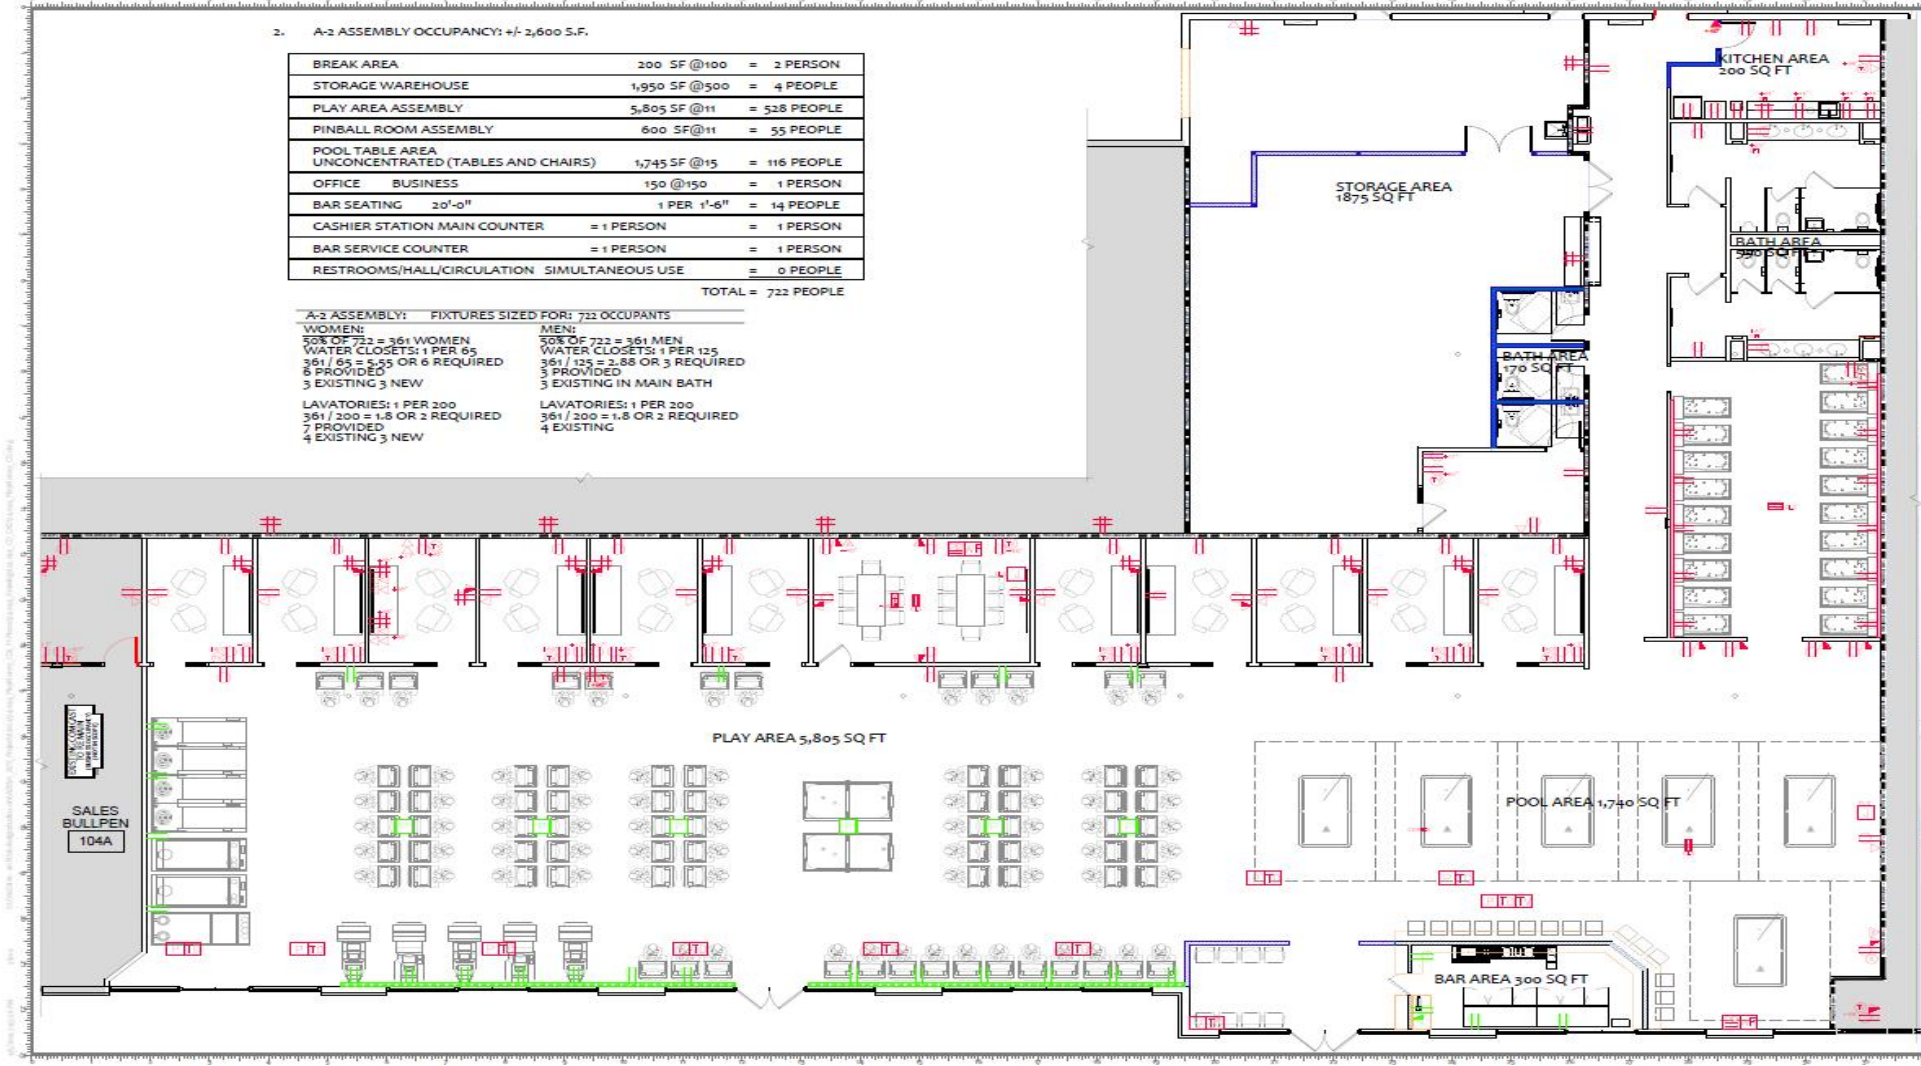 2. A-2 ASSEMBLY OCCUPANCY: +/- 2,600 S.F.
BREAK AREA 200 SF @100 = 2 PERSON
STORAGE WAREHOUSE 1,950 SF @500 = 4 PEOPLE
PLAY AREA ASSEMBLY 5,805 SF @11 = 528 PEOPLE
PINBALL ROOM ASSEMBLY 600 SF@11 = 55 PEOPLE
POOL TABLE AREA
UNCONCENTRATED (TABLES AND CHAIRS) 1,745 SF @15 = 116 PEOPLE
OFFICE BUSINESS 150 @150 = 1 PERSON
BAR SEATING 20'-0" 1 PER 1'-6" = 14 PEOPLE
CASHIER STATION MAIN COUNTER = 1 PERSON = 1 PERSON
BAR SERVICE COUNTER = 1 PERSON = 1 PERSON
RESTROOMS/HALL/CIRCULATION SIMULTANEOUS USE = 0 PEOPLE
TOTAL = 722 PEOPLE
A-2 ASSEMBLY: FIXTURES SIZED FOR: 722 OCCUPANTS
WOMEN:
50% OF 722 = 361 WOMEN
WATER CLOSETS: 1 PER 65
361 / 65 = 5.55 OR 6 REQUIRED
6 PROVIDED
3 EXISTING 3 NEW
LAVATORIES: 1 PER 200
361 / 200 = 1.8 OR 2 REQUIRED
7 PROVIDED
4 EXISTING 3 NEW
MEN:
50% OF 722 = 361 MEN
WATER CLOSETS: 1 PER 125
361 / 125 = 2.88 OR 3 REQUIRED
3 PROVIDED
3 EXISTING IN MAIN BATH
LAVATORIES: 1 PER 200
361 / 200 = 1.8 OR 2 REQUIRED
4 EXISTING
KITCHEN AREA
200 SQ FT
STORAGE AREA
1875 SQ FT
BATH AREA
590 SQ FT
BATH AREA
170 SQ FT
PLAY AREA 5,805 SQ FT
POOL AREA 1,740 SQ FT
SALES
BULLPEN
104A
BAR AREA 300 SQ FT